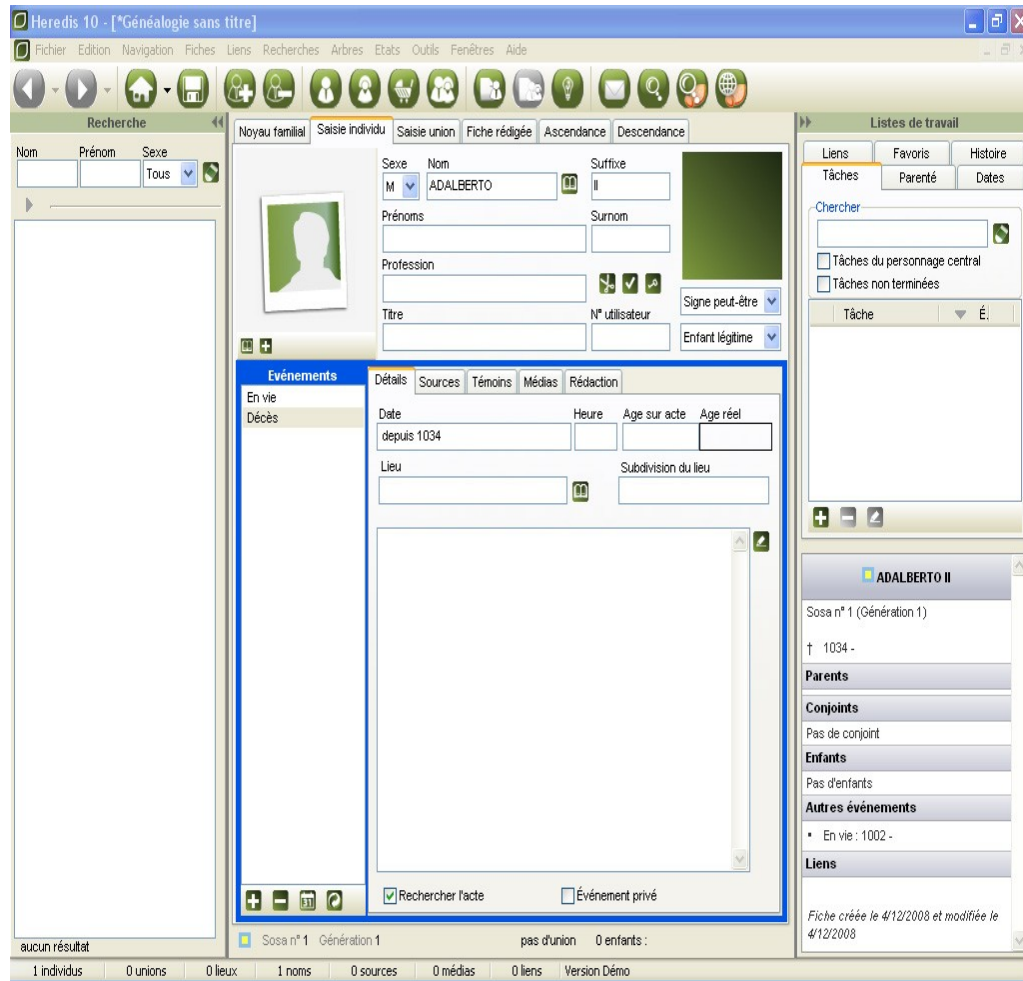 Heredis 10 - [*Généalogie sans titre]
Fichier Edition Navigation Fiches Liens Recherches Arbres Etats Outils Fenêtres Aide
Recherche
Nom Prénom Sexe
Tous
aucun résultat
Noyau familial Saisie individu Saisie union Fiche rédigée Ascendance Descendance
Sexe Nom Suffixe
M ADALBERTO II
Prénoms Surnom
Profession
Signe peut-être
Titre N° utilisateur
Enfant légitime
Evénements
En vie
Décès
Détails Sources Témoins Médias Rédaction
Date Heure Age sur acte Age réel
depuis 1034
Lieu Subdivision du lieu
31
Rechercher l'acte Événement privé
Sosa n° 1 Génération 1 pas d'union 0 enfants :
Listes de travail
Liens Favoris Histoire
Tâches Parenté Dates
Chercher
Tâches du personnage central
Tâches non terminées
Tâche É.
ADALBERTO II
Sosa n° 1 (Génération 1)
† 1034 -
Parents
Conjoints
Pas de conjoint
Enfants
Pas d'enfants
Autres événements
▪ En vie : 1002 -
Liens
Fiche créée le 4/12/2008 et modifiée le
4/12/2008
1 individus 0 unions 0 lieux 1 noms 0 sources 0 médias 0 liens Version Démo